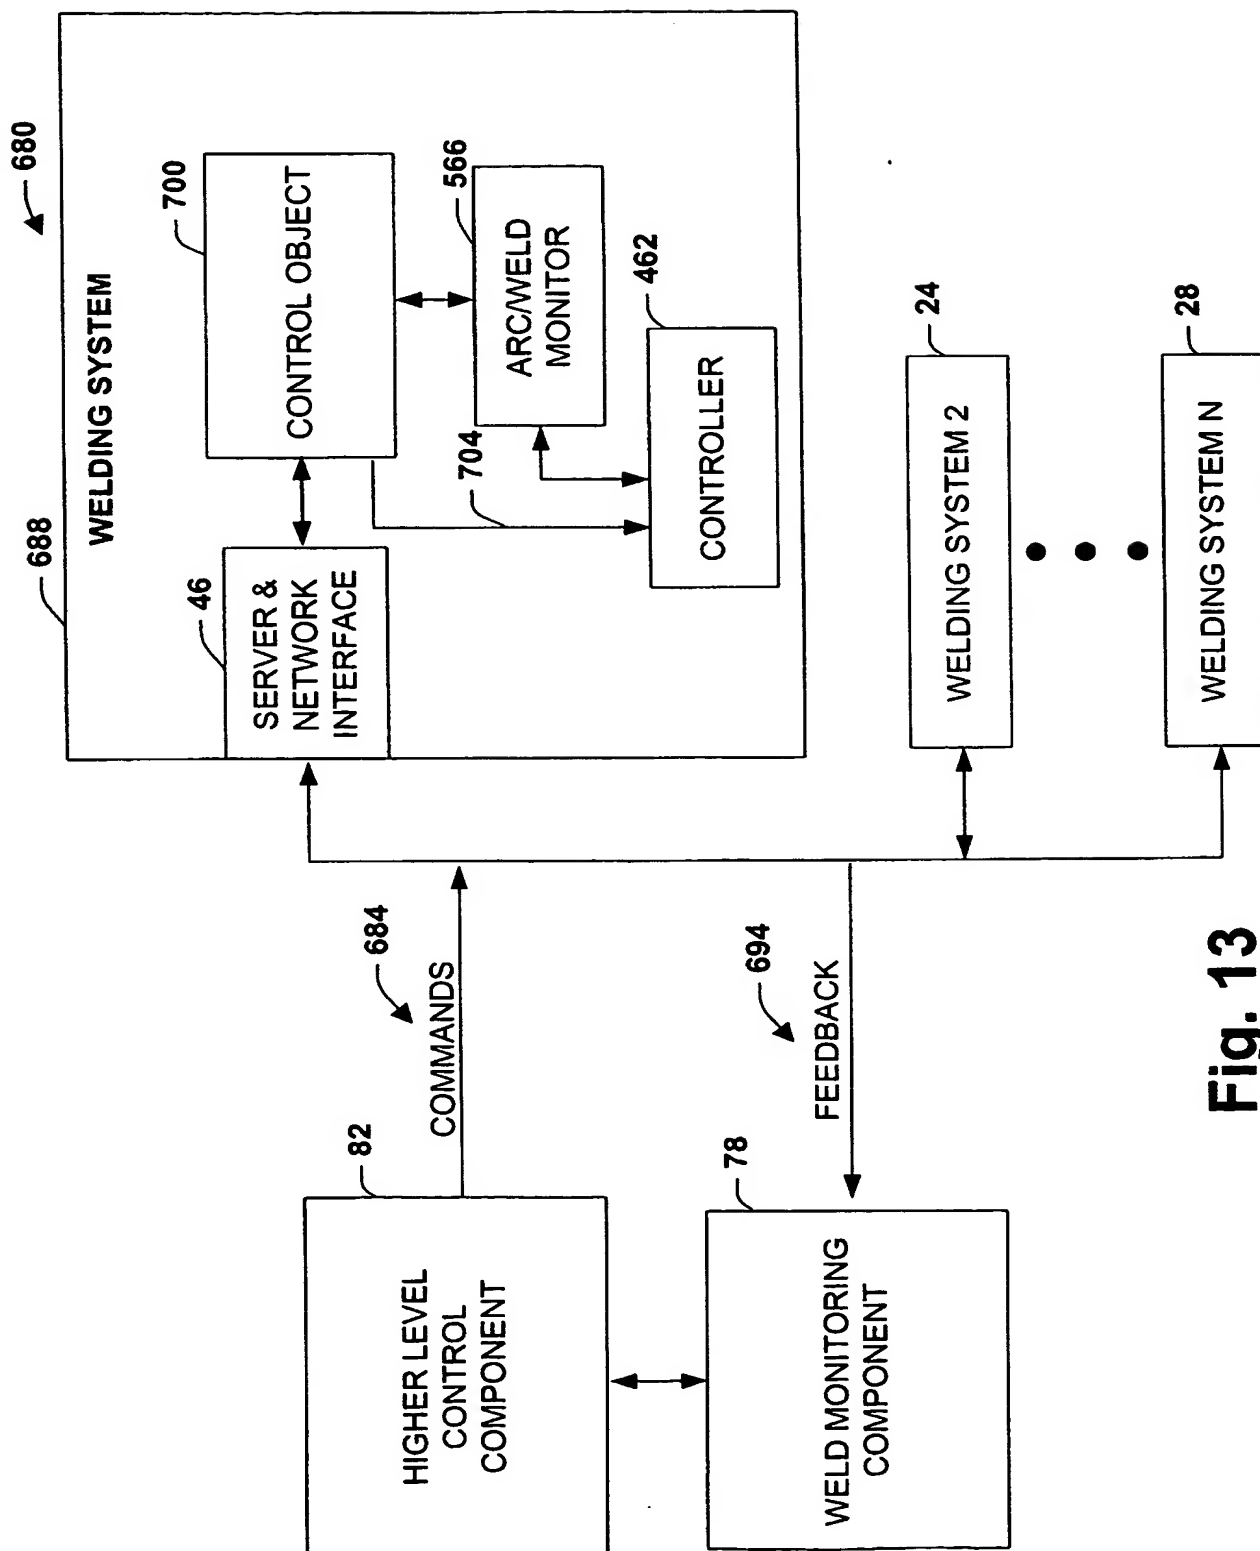 680
688
WELDING SYSTEM
700
CONTROL OBJECT
46
SERVER &
NETWORK
INTERFACE
566
ARC/WELD
MONITOR
704
462
CONTROLLER
82
HIGHER LEVEL
CONTROL
COMPONENT
684
COMMANDS
24
WELDING SYSTEM 2
78
WELD MONITORING
COMPONENT
694
FEEDBACK
28
WELDING SYSTEM N
Fig. 13